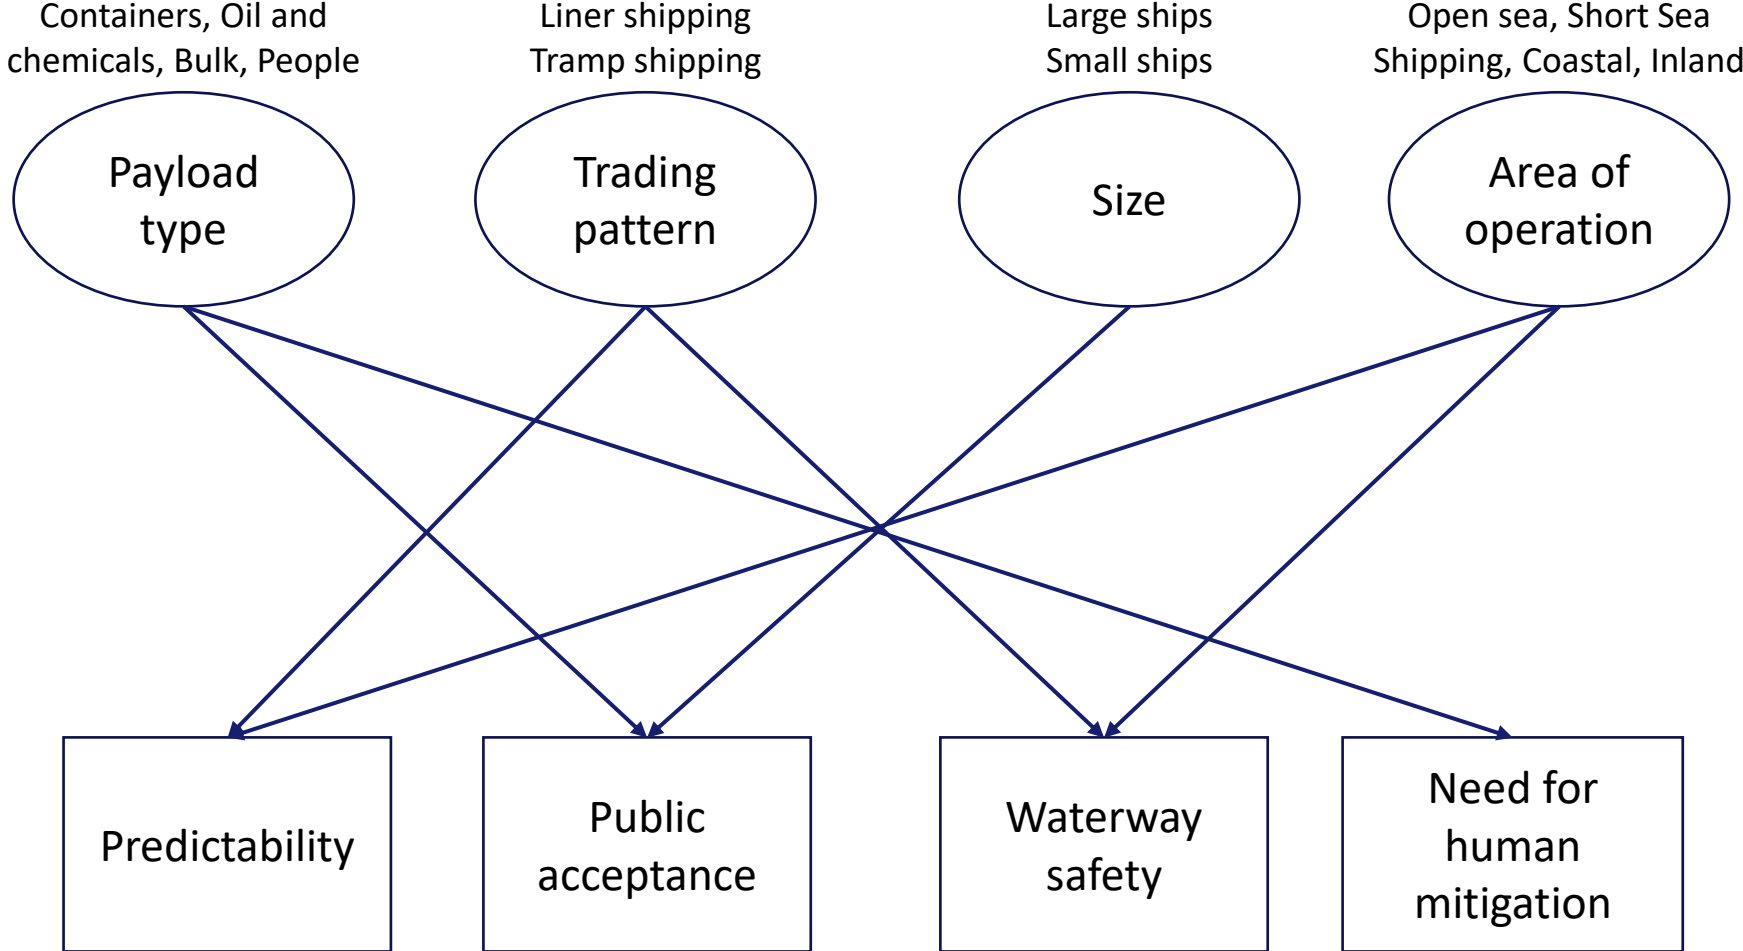 Containers, Oil and
chemicals, Bulk, People
Liner shipping
Tramp shipping
Large ships
Small ships
Open sea, Short Sea
Shipping, Coastal, Inland
Payload
type
Trading
pattern
Size
Area of
operation
Predictability
Public
acceptance
Waterway
safety
Need for
human
mitigation